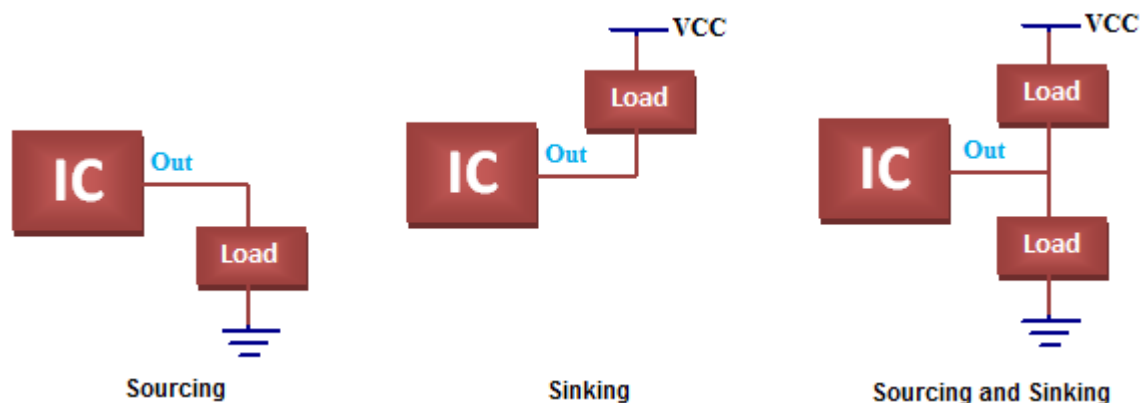 IC
Out
Load
Sourcing
VCC
Load
IC
Out
Sinking
VCC
Load
IC
Out
Load
Sourcing and Sinking